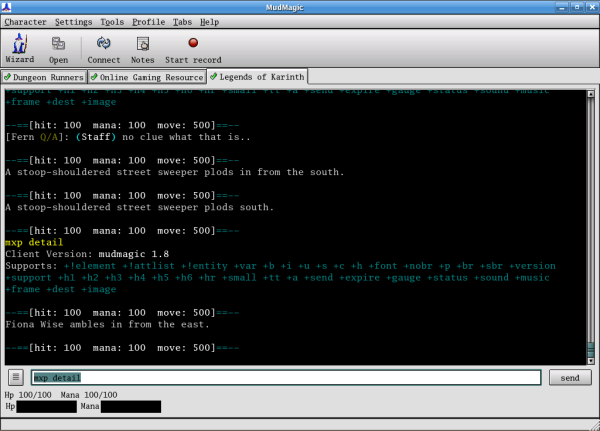 MudMagic
Character Settings Tools Profile Tabs Help
Wizard Open Connect Notes Start record
Dungeon Runners Online Gaming Resource Legends of Karinth
+support +h1 +h2 +h3 +h4 +h5 +h6 +hr +small +tt +a +send +expire +gauge +status +sound +music
+frame +dest +image
--==[hit: 100 mana: 100 move: 500]==--
[Fern Q/A]: (Staff) no clue what that is..
--==[hit: 100 mana: 100 move: 500]==--
A stoop-shouldered street sweeper plods in from the south.
--==[hit: 100 mana: 100 move: 500]==--
A stoop-shouldered street sweeper plods south.
--==[hit: 100 mana: 100 move: 500]==--
mxp detail
Client Version: mudmagic 1.8
Supports: +!element +!attlist +!entity +var +b +i +u +s +c +h +font +nobr +p +br +sbr +version
+support +h1 +h2 +h3 +h4 +h5 +h6 +hr +small +tt +a +send +expire +gauge +status +sound +music
+frame +dest +image
--==[hit: 100 mana: 100 move: 500]==--
Fiona Wise ambles in from the east.
--==[hit: 100 mana: 100 move: 500]==--
mxp detail
send
Hp 100/100 Mana 100/100
Hp Mana